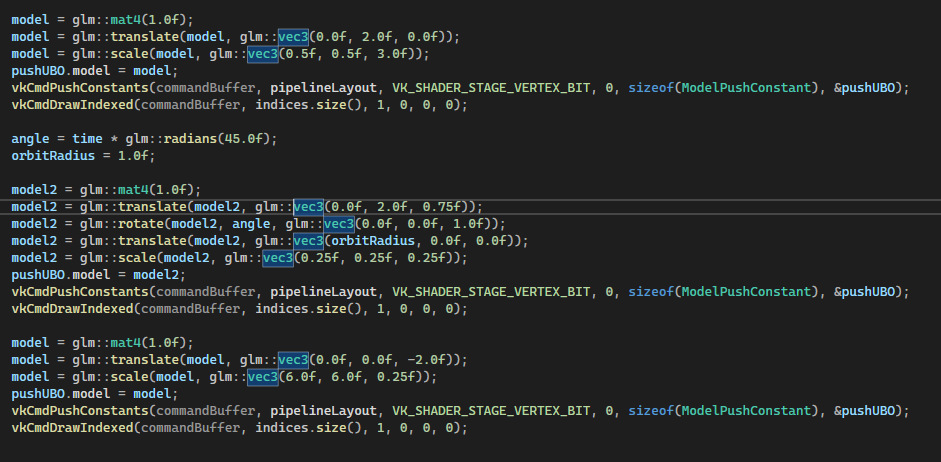 model = glm::mat4(1.0f);
model = glm::translate(model, glm::vec3(0.0f, 2.0f, 0.0f));
model = glm::scale(model, glm::vec3(0.5f, 0.5f, 3.0f));
pushUBO.model = model;
vkCmdPushConstants(commandBuffer, pipelineLayout, VK_SHADER_STAGE_VERTEX_BIT, 0, sizeof(ModelPushConstant), &pushUBO);
vkCmdDrawIndexed(commandBuffer, indices.size(), 1, 0, 0, 0);
angle = time * glm::radians(45.0f);
orbitRadius = 1.0f;
model2 = glm::mat4(1.0f);
model2 = glm::translate(model2, glm::vec3(0.0f, 2.0f, 0.75f));
model2 = glm::rotate(model2, angle, glm::vec3(0.0f, 0.0f, 1.0f));
model2 = glm::translate(model2, glm::vec3(orbitRadius, 0.0f, 0.0f));
model2 = glm::scale(model2, glm::vec3(0.25f, 0.25f, 0.25f));
pushUBO.model = model2;
vkCmdPushConstants(commandBuffer, pipelineLayout, VK_SHADER_STAGE_VERTEX_BIT, 0, sizeof(ModelPushConstant), &pushUBO);
vkCmdDrawIndexed(commandBuffer, indices.size(), 1, 0, 0, 0);
model = glm::mat4(1.0f);
model = glm::translate(model, glm::vec3(0.0f, 0.0f, -2.0f));
model = glm::scale(model, glm::vec3(6.0f, 6.0f, 0.25f));
pushUBO.model = model;
vkCmdPushConstants(commandBuffer, pipelineLayout, VK_SHADER_STAGE_VERTEX_BIT, 0, sizeof(ModelPushConstant), &pushUBO);
vkCmdDrawIndexed(commandBuffer, indices.size(), 1, 0, 0, 0);